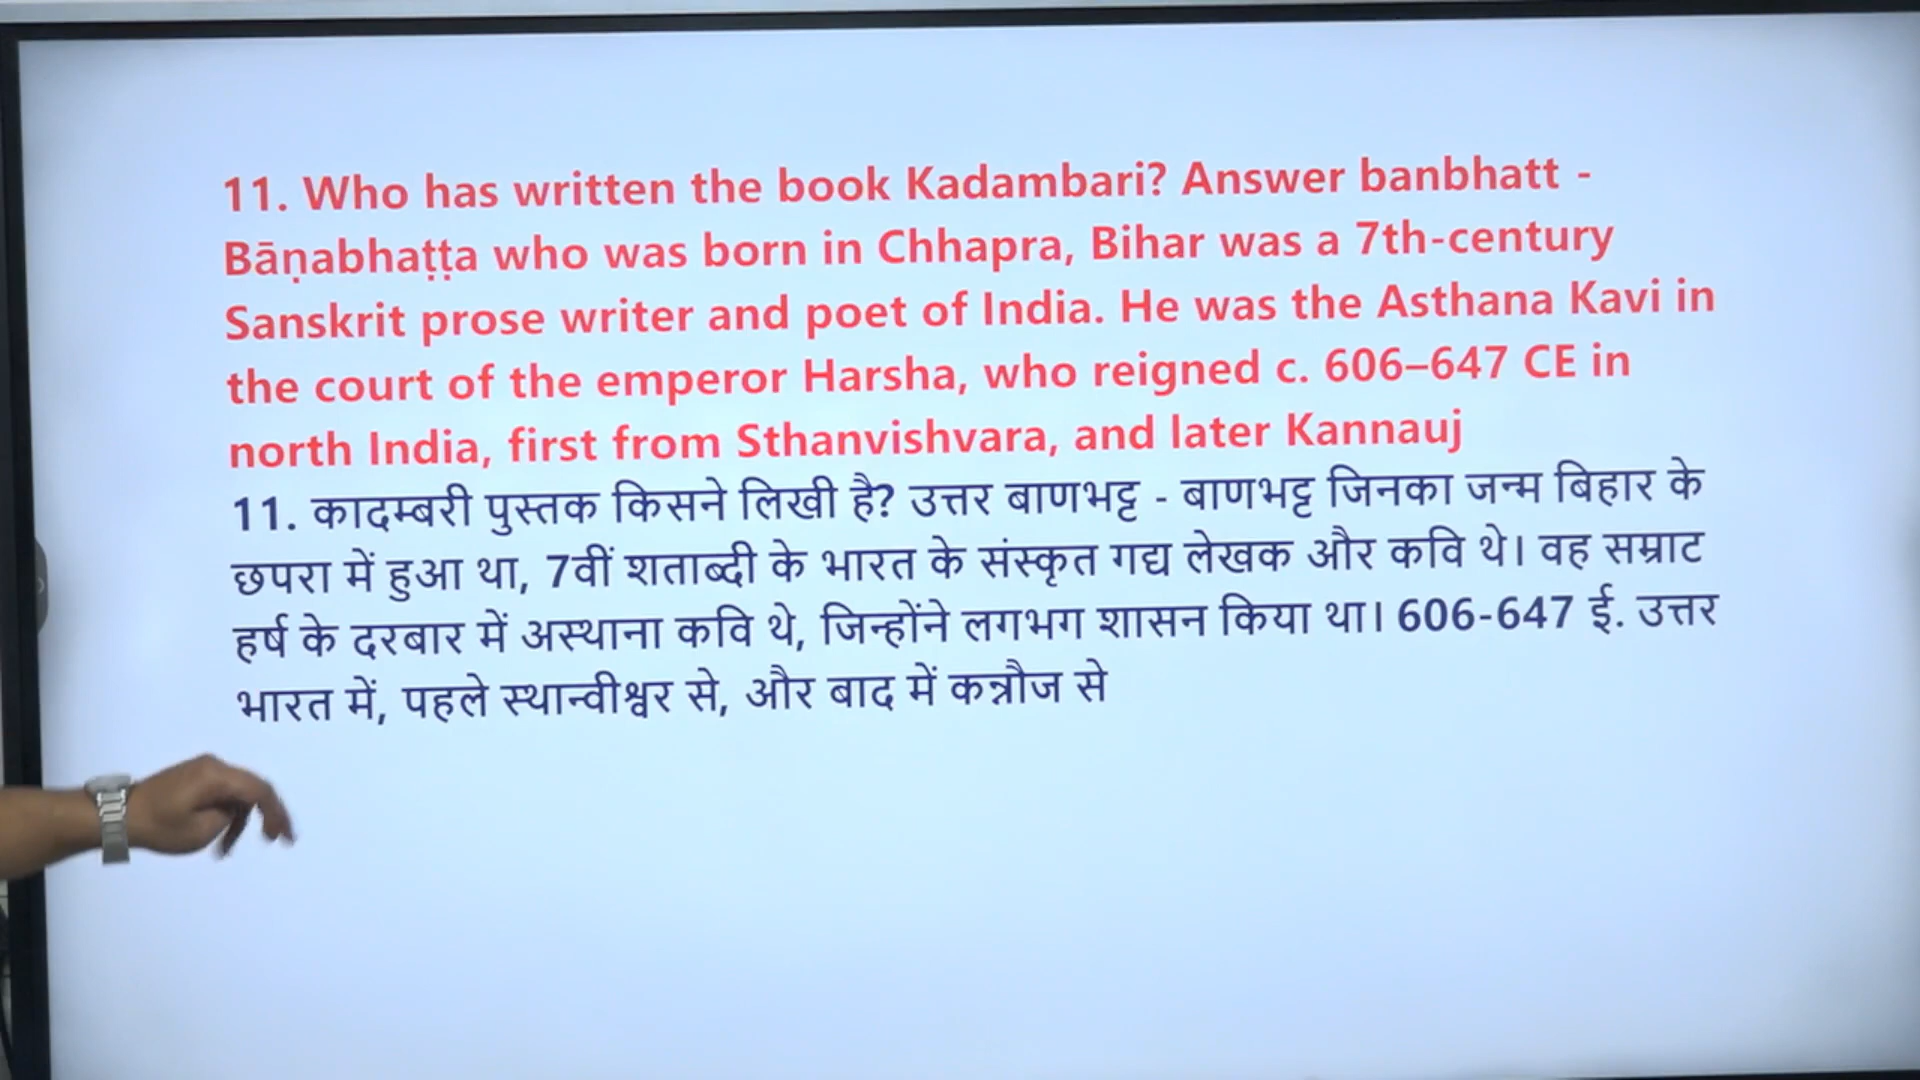 11. Who has written the book Kadambari? Answer banbhatt -
Bāṇabhaṭṭa who was born in Chhapra, Bihar was a 7th-century
Sanskrit prose writer and poet of India. He was the Asthana Kavi in
the court of the emperor Harsha, who reigned c. 606–647 CE in
north India, first from Sthanvishvara, and later Kannauj
11. कादम्बरी पुस्तक किसने लिखी है? उत्तर बाणभट्ट - बाणभट्ट जिनका जन्म बिहार के
छपरा में हुआ था, 7वीं शताब्दी के भारत के संस्कृत गद्य लेखक और कवि थे। वह सम्राट
हर्ष के दरबार में अस्थाना कवि थे, जिन्होंने लगभग शासन किया था। 606-647 ई. उत्तर
भारत में, पहले स्थान्वीश्वर से, और बाद में कन्नौज से